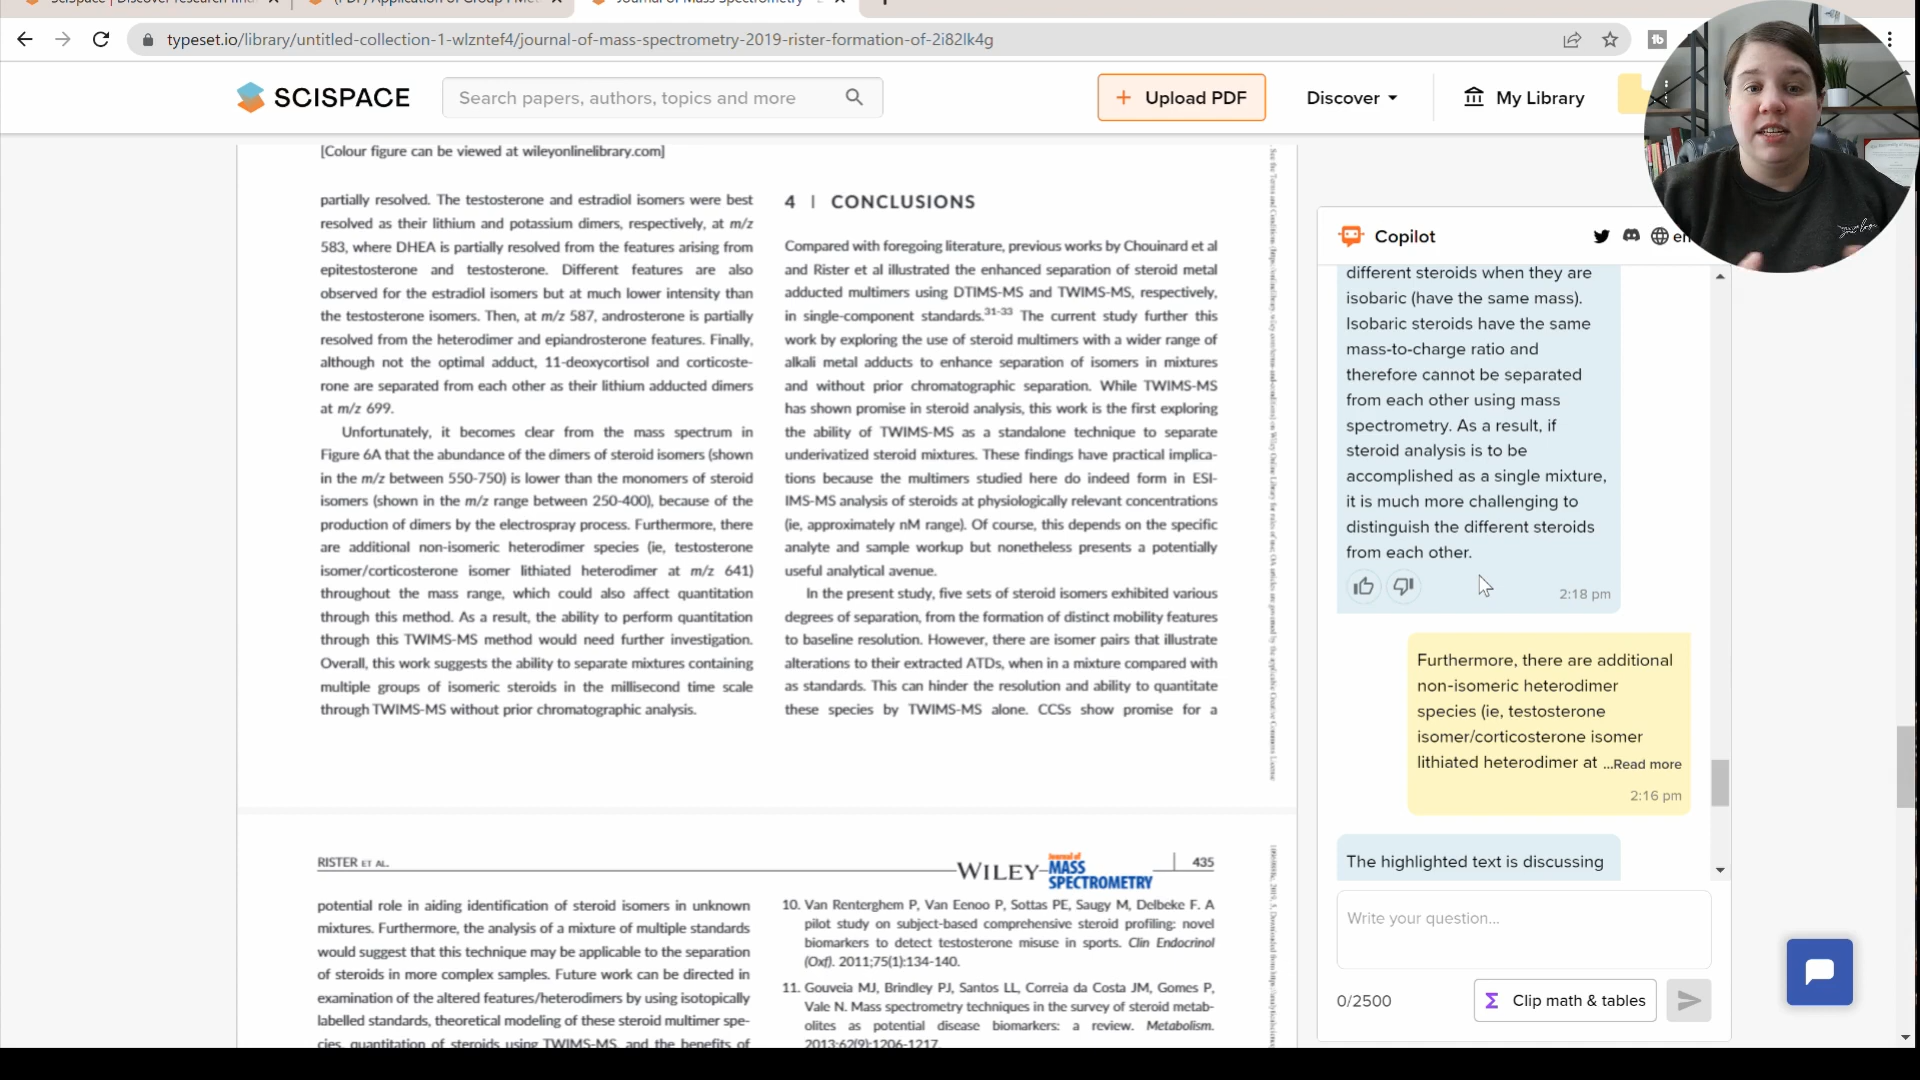 SciSpace | Discover research
(PDF) Application of Group I Me
Journal of Mass Spectrometry
typeset.io/library/untitled-collection-1-wlzntef4/journal-of-mass-spectrometry-2019-rister-formation-of-2i82lk4g
SCISPACE
Search papers, authors, topics and more
+ Upload PDF
Discover
My Library
[Colour figure can be viewed at wileyonlinelibrary.com]
partially resolved. The testosterone and estradiol isomers were best
resolved as their lithium and potassium dimers, respectively, at m/z
583, where DHEA is partially resolved from the features arising from
epitestosterone and testosterone. Different features are also
observed for the estradiol isomers but at much lower intensity than
the testosterone isomers. Then, at m/z 587, androsterone is partially
resolved from the heterodimer and epiandrosterone features. Finally,
although not the optimal adduct, 11-deoxycortisol and corticoste-
rone are separated from each other as their lithium adducted dimers
at m/z 699.
Unfortunately, it becomes clear from the mass spectrum in
Figure 6A that the abundance of the dimers of steroid isomers (shown
in the m/z between 550-750) is lower than the monomers of steroid
isomers (shown in the m/z range between 250-400), because of the
production of dimers by the electrospray process. Furthermore, there
are additional non-isomeric heterodimer species (ie, testosterone
isomer/corticosterone isomer lithiated heterodimer at m/z 641)
throughout the mass range, which could also affect quantitation
through this method. As a result, the ability to perform quantitation
through this TWIMS-MS method would need further investigation.
Overall, this work suggests the ability to separate mixtures containing
multiple groups of isomeric steroids in the millisecond time scale
through TWIMS-MS without prior chromatographic analysis.
4 | CONCLUSIONS
Compared with foregoing literature, previous works by Chouinard et al
and Rister et al illustrated the enhanced separation of steroid metal
adducted multimers using DTIMS-MS and TWIMS-MS, respectively,
in single-component standards.31-33 The current study further this
work by exploring the use of steroid multimers with a wider range of
alkali metal adducts to enhance separation of isomers in mixtures
and without prior chromatographic separation. While TWIMS-MS
has shown promise in steroid analysis, this work is the first exploring
the ability of TWIMS-MS as a standalone technique to separate
underivatized steroid mixtures. These findings have practical implica-
tions because the multimers studied here do indeed form in ESI-
IMS-MS analysis of steroids at physiologically relevant concentrations
(ie, approximately nM range). Of course, this depends on the specific
analyte and sample workup but nonetheless presents a potentially
useful analytical avenue.
In the present study, five sets of steroid isomers exhibited various
degrees of separation, from the formation of distinct mobility features
to baseline resolution. However, there are isomer pairs that illustrate
alterations to their extracted ATDs, when in a mixture compared with
as standards. This can hinder the resolution and ability to quantitate
these species by TWIMS-MS alone. CCSs show promise for a
RISTER ET AL.
WILEY
Journal of
MASS
SPECTROMETRY
435
potential role in aiding identification of steroid isomers in unknown
mixtures. Furthermore, the analysis of a mixture of multiple standards
would suggest that this technique may be applicable to the separation
of steroids in more complex samples. Future work can be directed in
examination of the altered features/heterodimers by using isotopically
labelled standards, theoretical modeling of these steroid multimer spe-
cies, quantitation of steroids using TWIMS-MS, and the benefits of
10. Van Renterghem P, Van Eenoo P, Sottas PE, Saugy M, Delbeke F. A
pilot study on subject-based comprehensive steroid profiling: novel
biomarkers to detect testosterone misuse in sports. Clin Endocrinol
(Oxf). 2011;75(1):134-140.
11. Gouveia MJ, Brindley PJ, Santos LL, Correia da Costa JM, Gomes P,
Vale N. Mass spectrometry techniques in the survey of steroid metab-
olites as potential disease biomarkers: a review. Metabolism.
2013;62(9):1206-1217.
Copilot
en
different steroids when they are
isobaric (have the same mass).
Isobaric steroids have the same
mass-to-charge ratio and
therefore cannot be separated
from each other using mass
spectrometry. As a result, if
steroid analysis is to be
accomplished as a single mixture,
it is much more challenging to
distinguish the different steroids
from each other.
2:18 pm
Furthermore, there are additional
non-isomeric heterodimer
species (ie, testosterone
isomer/corticosterone isomer
lithiated heterodimer at ...Read more
2:16 pm
The highlighted text is discussing
Write your question...
0/2500
Σ Clip math & tables